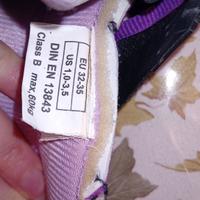 EU 32-35
US 1,0-3,5
DIN EN 13843
Class B max.60kg